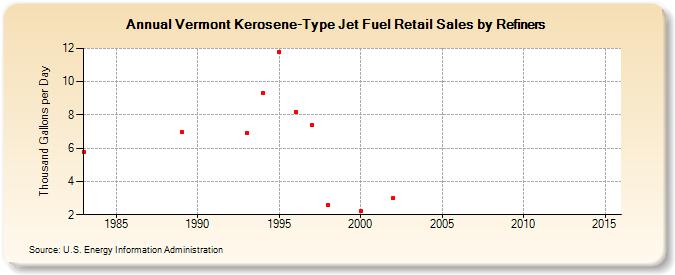 Annual Vermont Kerosene-Type Jet Fuel Retail Sales by Refiners
Thousand Gallons per Day
12
10
8
6
4
2
1985 1990 1995 2000 2005 2010 2015
Source: U.S. Energy Information Administration